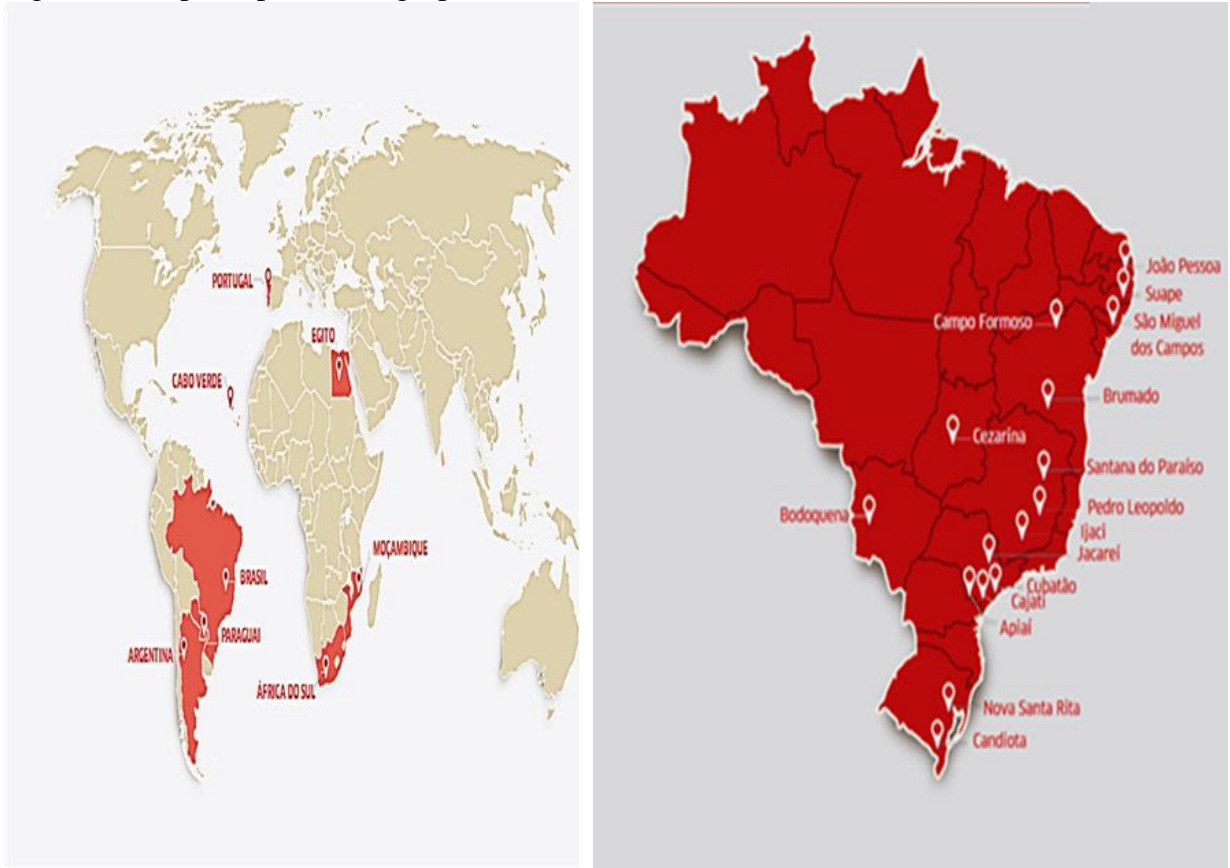 PORTUGAL
EGITO
CABO VERDE
MOÇAMBIQUE
BRASIL
PARAGUAI
ARGENTINA
ÁFRICA DO SUL
João Pessoa
Suape
São Miguel
dos Campos
Campo Formoso
Brumado
Cezarina
Santana do Paraíso
Pedro Leopoldo
Bodoquena
Ijaci
Jacareí
Cubatão
Cajati
Apiaí
Nova Santa Rita
Candiota